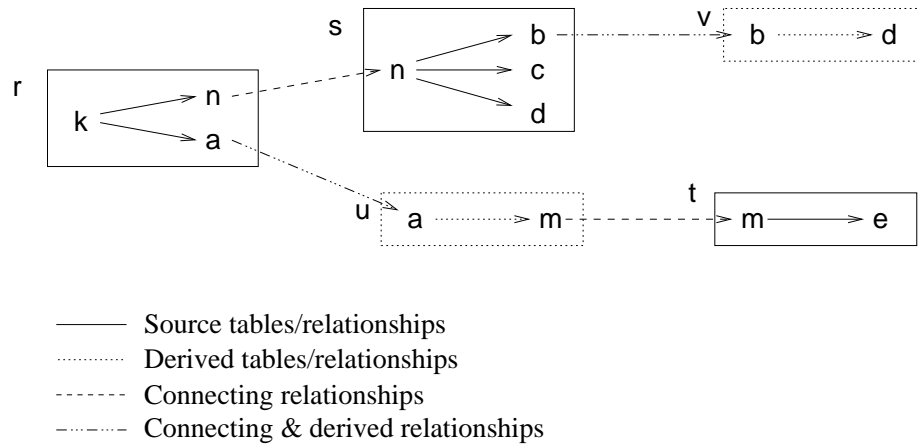 s
v
b
b
d
n
c
d
r
k
n
a
u
a
m
t
m
e
Source tables/relationships
Derived tables/relationships
Connecting relationships
Connecting & derived relationships